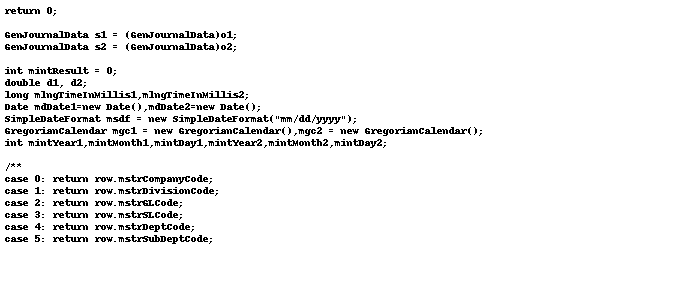 return 0;
GenJournalData s1 = (GenJournalData)o1;
GenJournalData s2 = (GenJournalData)o2;
int mintResult = 0;
double d1, d2;
long mlngTimeInMillis1,mlngTimeInMillis2;
Date mdDate1=new Date(),mdDate2=new Date();
SimpleDateFormat msdf = new SimpleDateFormat("mm/dd/yyyy");
GregorianCalendar mgc1 = new GregorianCalendar(),mgc2 = new GregorianCalendar();
int mintYear1,mintMonth1,mintDay1,mintYear2,mintMonth2,mintDay2;
/**
case 0: return row.mstrCompanyCode;
case 1: return row.mstrDivisionCode;
case 2: return row.mstrGLCode;
case 3: return row.mstrSLCode;
case 4: return row.mstrDeptCode;
case 5: return row.mstrSubDeptCode;